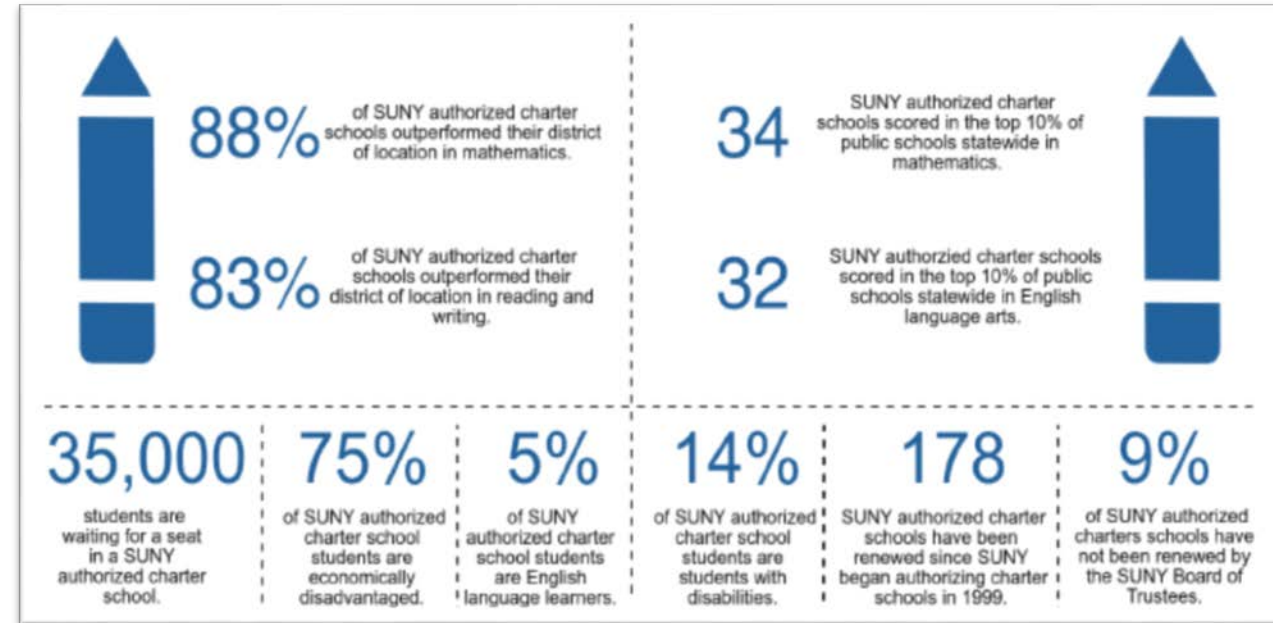 88%
of SUNY authorized charter
schools outperformed their district
of location in mathematics.
83%
of SUNY authorized charter
schools outperformed their
district of location in reading and
writing.
34
SUNY authorized charter
schools scored in the top 10% of
public schools statewide in
mathematics.
32
SUNY authorzied charter schools
scored in the top 10% of public
schools statewide in English
language arts.
35,000
students are
waiting for a seat
in a SUNY
authorized charter
school.
75%
of SUNY authorized
charter school
students are
economically
disadvantaged.
5%
of SUNY
authorized charter
school students
are English
language learners.
14%
of SUNY authorized
charter school
students are
students with
disabilities.
178
SUNY authorized charter
schools have been
renewed since SUNY
began authorizing charter
schools in 1999.
9%
of SUNY authorized
charters schools have
not been renewed by
the SUNY Board of
Trustees.